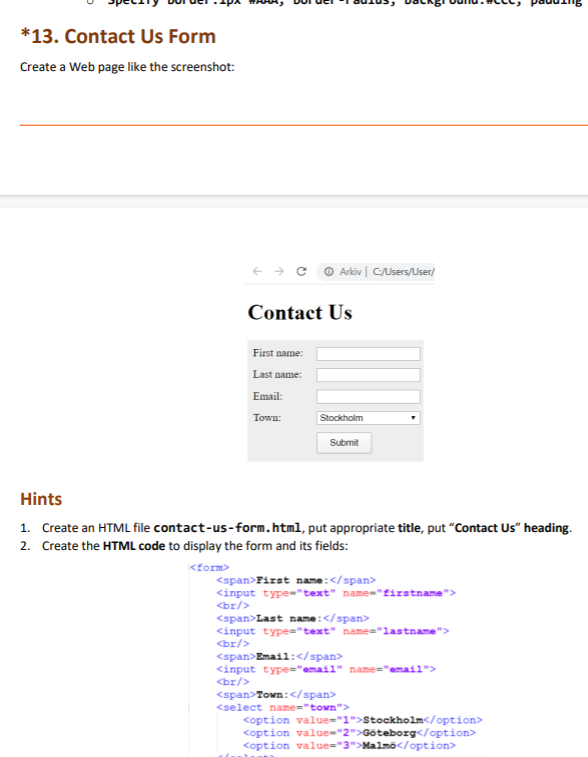 o Specify border:1px #AAA, border-radius, background:#CCC, padding
*13. Contact Us Form
Create a Web page like the screenshot:
Arkiv | C:/Users/User/
Contact Us
First name:
Last name:
Email:
Town:
Stockholm
Submit
Hints
1. Create an HTML file contact-us-form.html, put appropriate title, put “Contact Us” heading.
2. Create the HTML code to display the form and its fields:
<form>
<span>First name:</span>
<input type="text" name="firstname">
<br/>
<span>Last name:</span>
<input type="text" name="lastname">
<br/>
<span>Email:</span>
<input type="email" name="email">
<br/>
<span>Town:</span>
<select name="town">
<option value="1">Stockholm</option>
<option value="2">Göteborg</option>
<option value="3">Malmö</option>
</select>